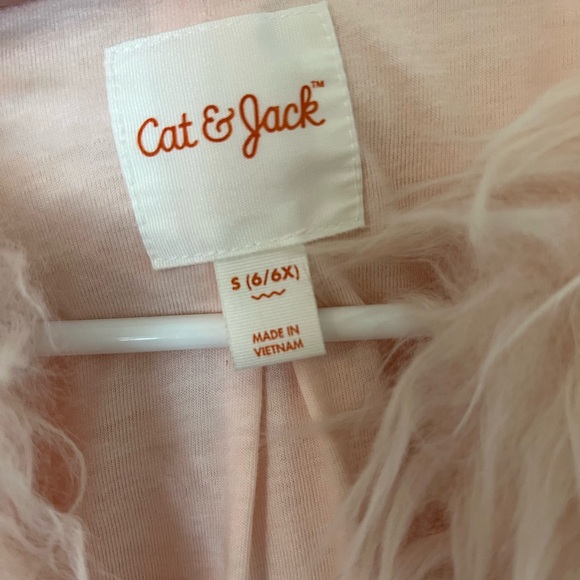 Cat & Jack™
S (6/6X)
MADE IN
VIETNAM